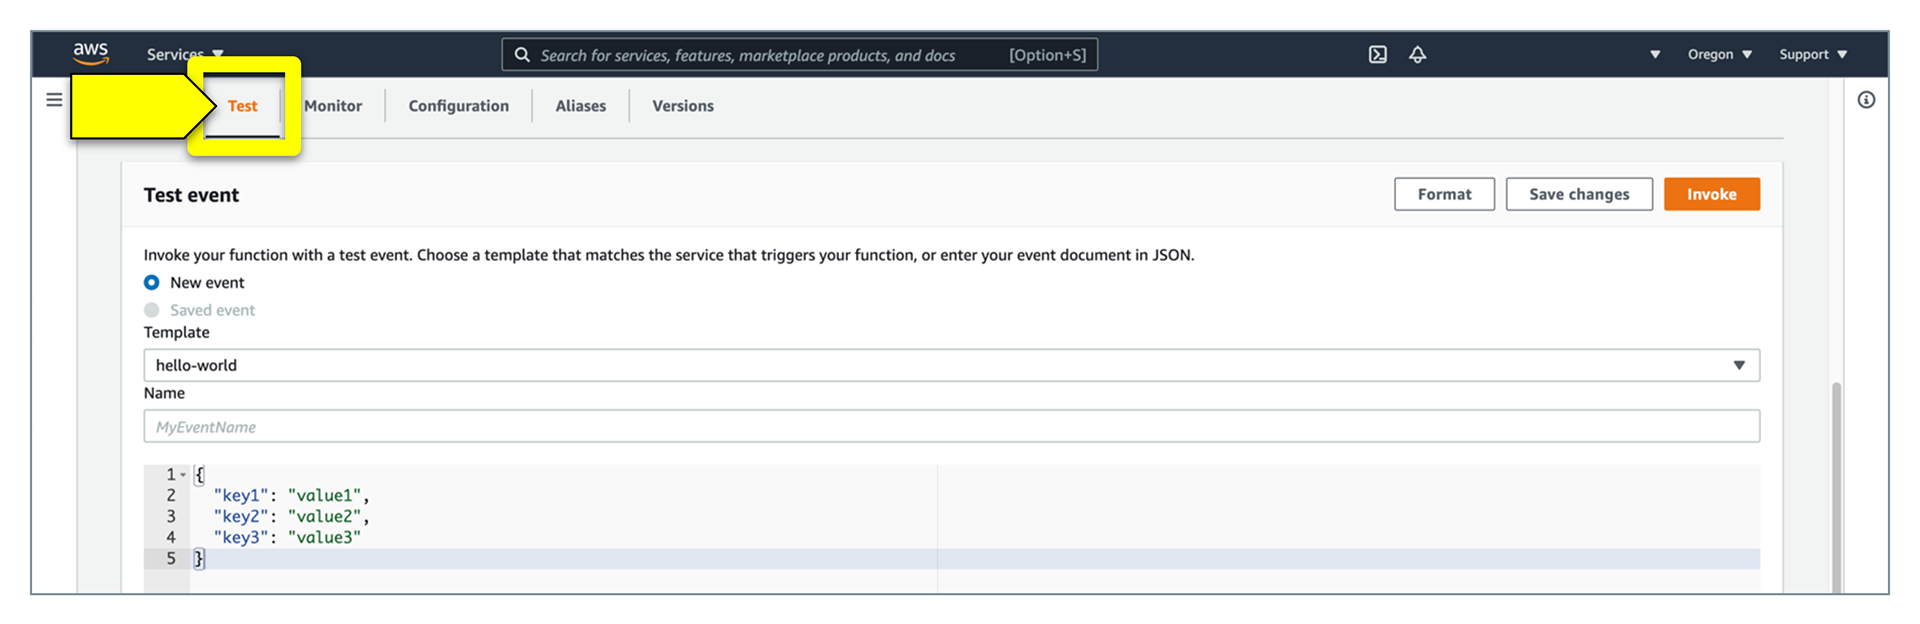 aws Services Search for services, features, marketplace products, and docs [Option+S] Oregon Support
Test Monitor Configuration Aliases Versions
Test event Format Save changes Invoke
Invoke your function with a test event. Choose a template that matches the service that triggers your function, or enter your event document in JSON.
New event
Saved event
Template
hello-world
Name
MyEventName
1 {
2 "key1": "value1",
3 "key2": "value2",
4 "key3": "value3"
5 }